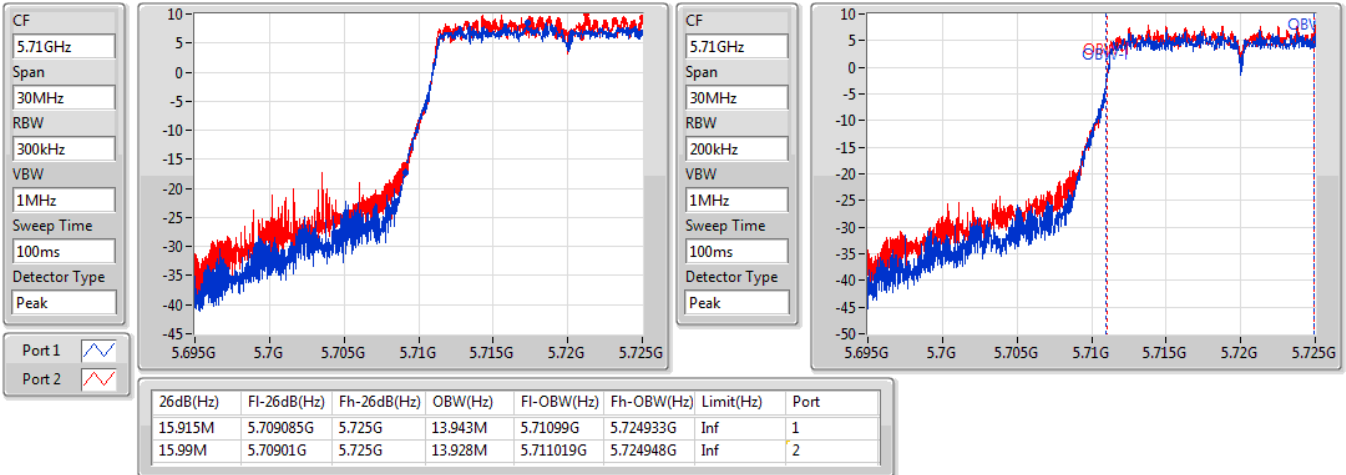 CF
5.71GHz
Span
30MHz
RBW
300kHz
VBW
1MHz
Sweep Time
100ms
Detector Type
Peak
Port 1
Port 2
10
5
0
-5
-10
-15
-20
-25
-30
-35
-40
-45
5.695G 5.7G 5.705G 5.71G 5.715G 5.72G 5.725G
CF
5.71GHz
Span
30MHz
RBW
200kHz
VBW
1MHz
Sweep Time
100ms
Detector Type
Peak
10
5
0
-5
-10
-15
-20
-25
-30
-35
-40
-45
-50
5.695G 5.7G 5.705G 5.71G 5.715G 5.72G 5.725G
26dB(Hz) Fl-26dB(Hz) Fh-26dB(Hz) OBW(Hz) Fl-OBW(Hz) Fh-OBW(Hz) Limit(Hz) Port
15.915M 5.709085G 5.725G 13.943M 5.71099G 5.724933G Inf 1
15.99M 5.70901G 5.725G 13.928M 5.711019G 5.724948G Inf 2